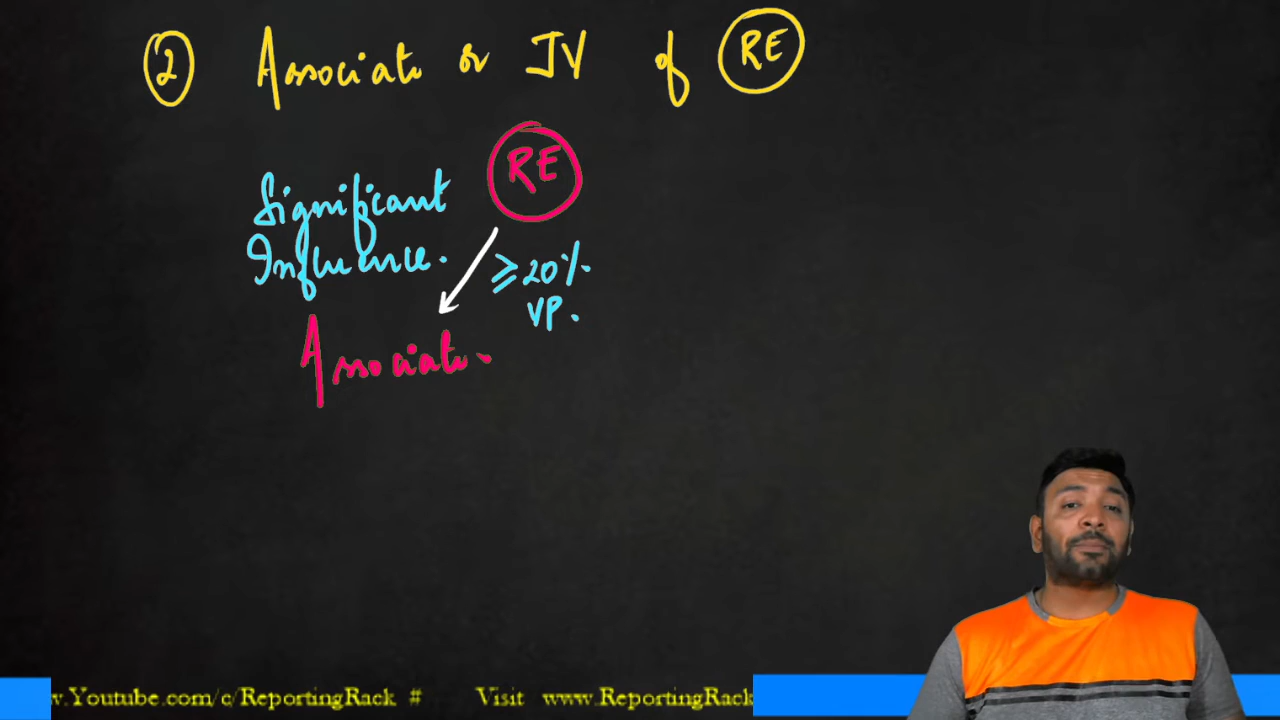 ② Associate or JV of RE
RE
Significant
Influence.
≥ 20%
VP.
Associate.
w.Youtube.com/c/ReportingRack # Visit www.ReportingRack